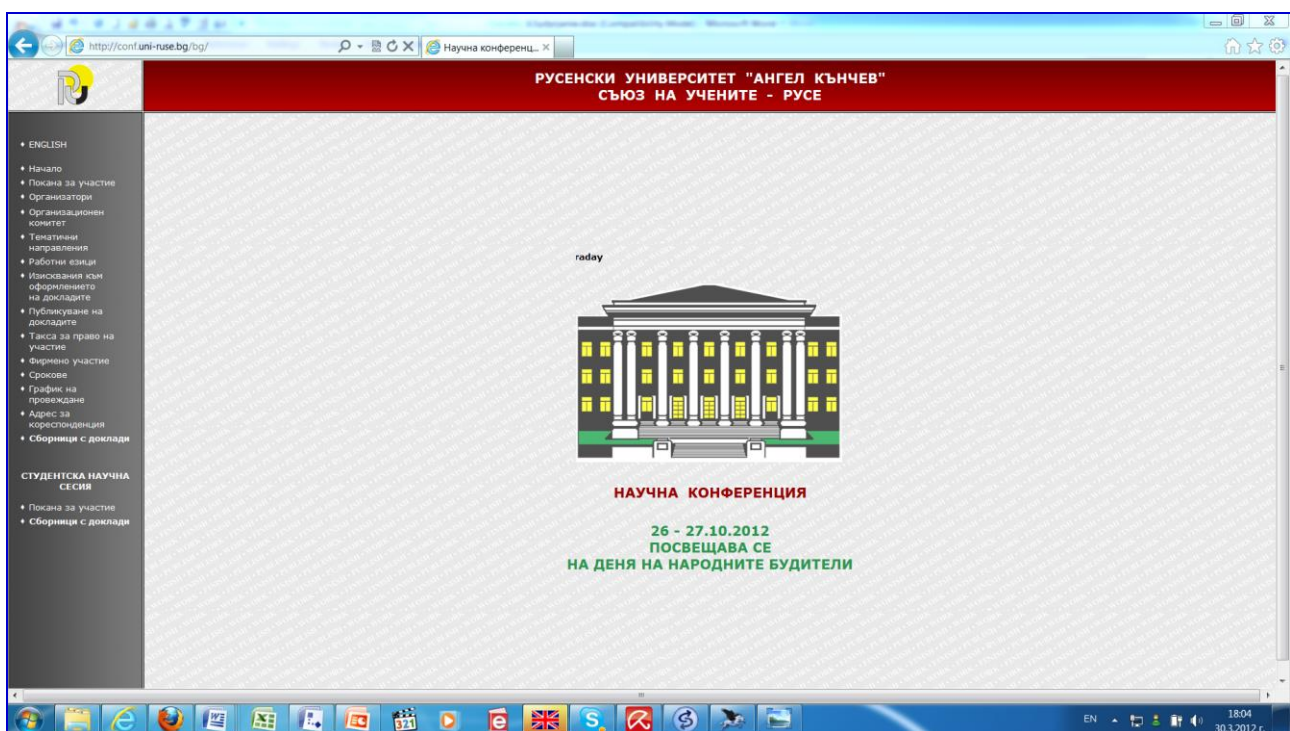 http://conf.uni-ruse.bg/bg/
Научна конференц...
РУСЕНСКИ УНИВЕРСИТЕТ "АНГЕЛ КЪНЧЕВ"
СЪЮЗ НА УЧЕНИТЕ - РУСЕ
ENGLISH
Начало
Покана за участие
Организатори
Организационен
комитет
Тематични
направления
Работни езици
Изисквания към
оформлението
на докладите
Публикуване на
докладите
Такса за право на
участие
Фирмено участие
Срокове
График на
провеждане
Адрес за
кореспонденция
Сборници с доклади
СТУДЕНТСКА НАУЧНА
СЕСИЯ
Покана за участие
Сборници с доклади
raday
НАУЧНА КОНФЕРЕНЦИЯ
26 - 27.10.2012
ПОСВЕЩАВА СЕ
НА ДЕНЯ НА НАРОДНИТЕ БУДИТЕЛИ
EN
18:04
30.3.2012 г.